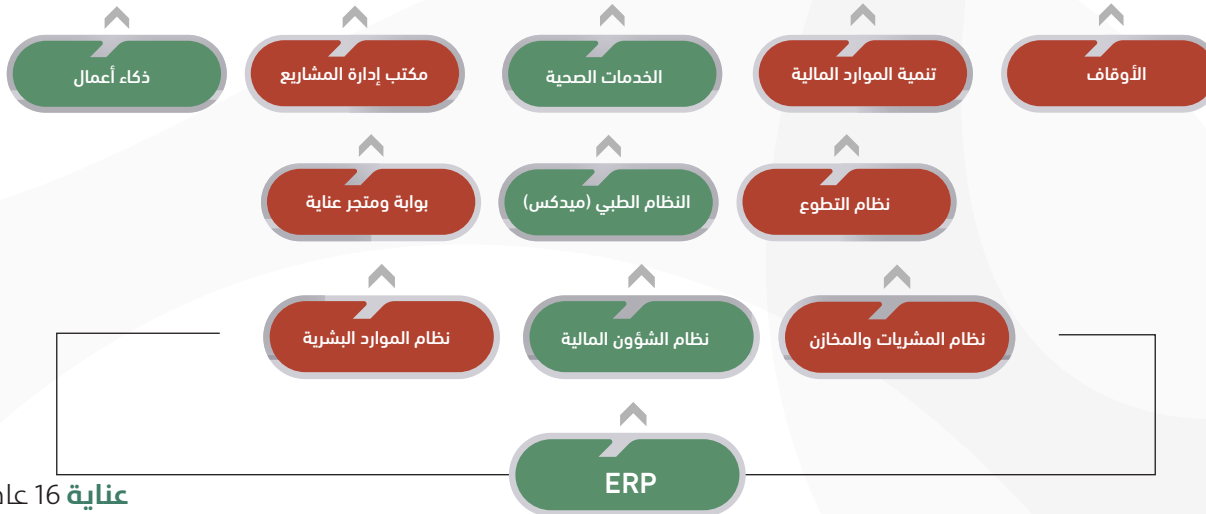 الأوقاف
تنمية الموارد المالية
الخدمات الصحية
مكتب إدارة المشاريع
ذكاء أعمال
نظام التطوع
النظام الطبي (ميدكس)
بوابة ومتجر عناية
نظام المشريات والمخازن
نظام الشؤون المالية
نظام الموارد البشرية
ERP
عناية 16